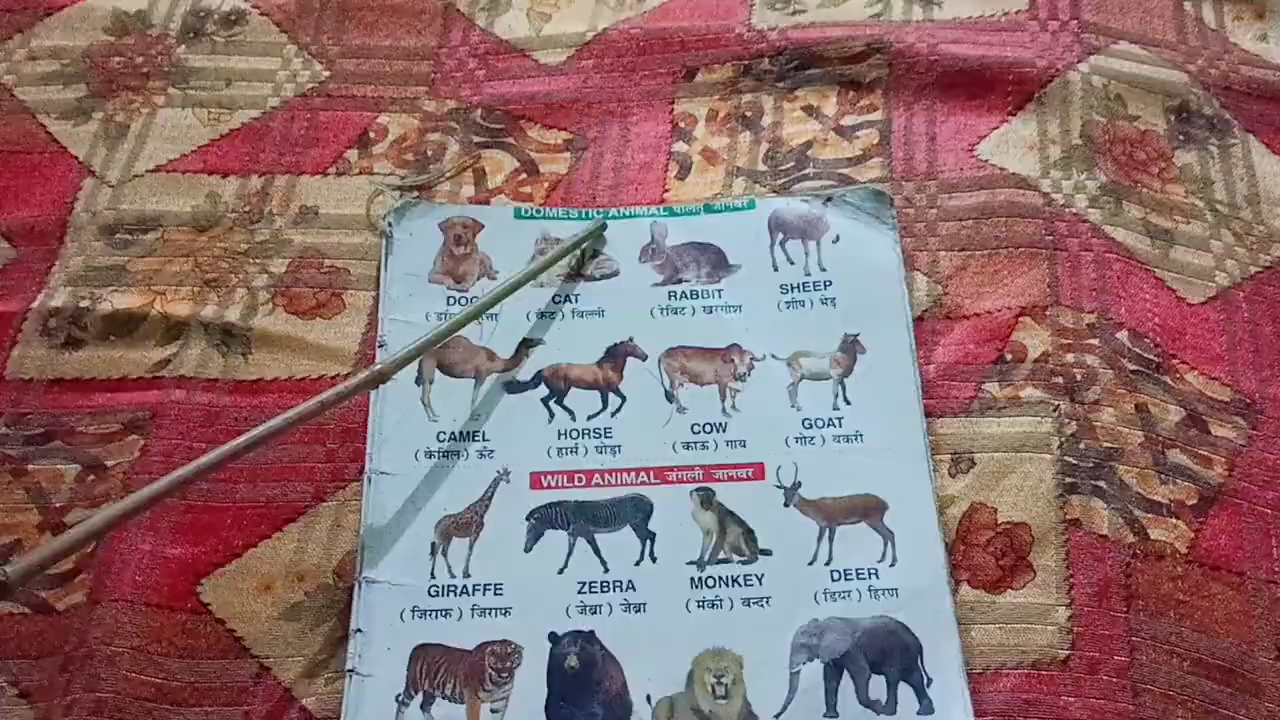 DOMESTIC ANIMAL पालतू जानवर
DOG CAT RABBIT SHEEP
( कैट ) बिल्ली ( रेबिट ) खरगोश ( शीप ) भेड़
CAMEL HORSE COW GOAT
( केमिल ) ऊँट ( हार्स ) घोड़ा ( काऊ ) गाय ( गोट ) बकरी
WILD ANIMAL जंगली जानवर
GIRAFFE ZEBRA MONKEY DEER
( जिराफ ) जिराफ ( जेब्रा ) जेब्रा ( मंकी ) बन्दर ( डियर ) हिरण